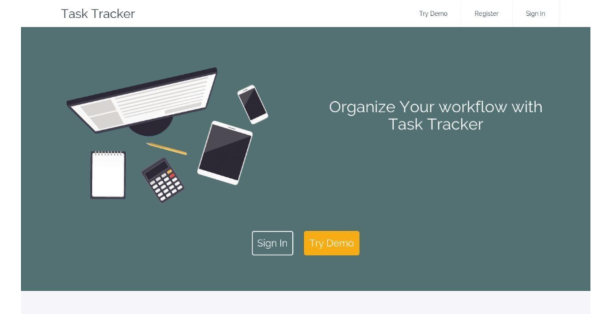 Task Tracker
Try Demo
Register
Sign In
Organize Your workflow with
Task Tracker
Sign In
Try Demo